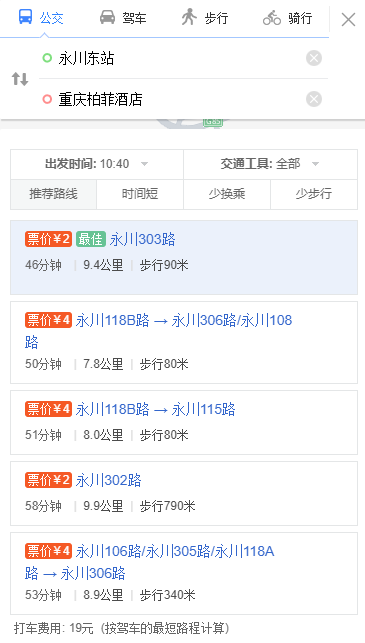 公交 驾车 步行 骑行
永川东站
重庆柏菲酒店
出发时间: 10:40 交通工具: 全部
推荐路线 时间短 少换乘 少步行
票价¥2 最佳 永川303路
46分钟 | 9.4公里 | 步行90米
票价¥4 永川118B路 → 永川306路/永川108
路
50分钟 | 7.8公里 | 步行80米
票价¥4 永川118B路 → 永川115路
51分钟 | 8.0公里 | 步行80米
票价¥2 永川302路
58分钟 | 9.9公里 | 步行790米
票价¥4 永川106路/永川305路/永川118A
路 → 永川306路
53分钟 | 8.9公里 | 步行340米
打车费用: 19元（按驾车的最短路程计算）